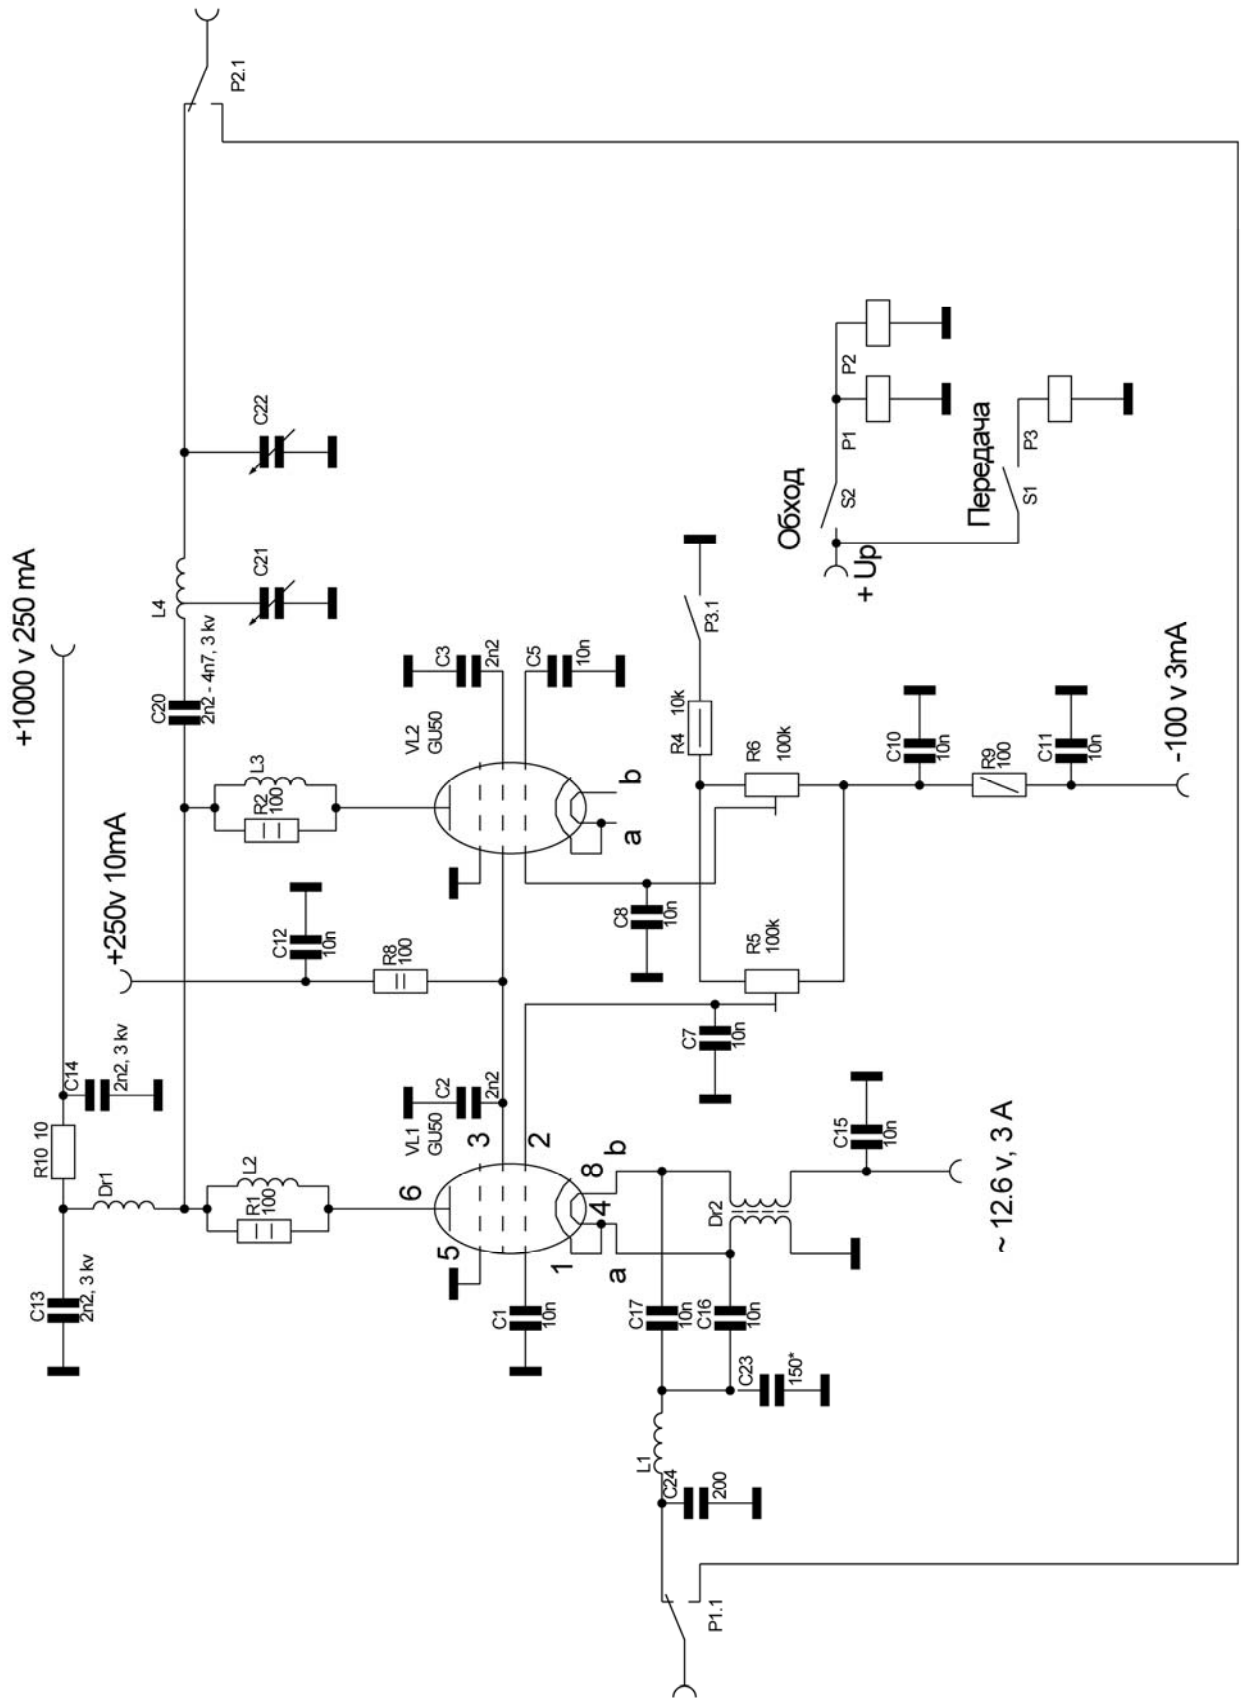 P2.1
+1000 v 250 mA
C22
C21
L4
C20
2n2 - 4n7, 3 kv
C3
2n2
C5
10n
VL2
GU50
L3
R2
100
b
a
+250v 10mA
C12
10n
R8
100
C8
10n
P3.1
R4
10k
R6
100k
R5
100k
C10
10n
R9
100
C11
10n
-100 v 3mA
Обход
S2
P1
P2
+ Up
Передача
S1
P3
C14
2n2, 3 kv
R10 10
Dr1
C13
2n2, 3 kv
L2
R1
100
VL1
GU50
C2
2n2
6
5
3
2
1
4
8
a
b
C1
10n
C7
10n
C15
10n
~ 12.6 v, 3 A
Dr2
C17
10n
C16
10n
C23
150*
L1
C24
200
P1.1